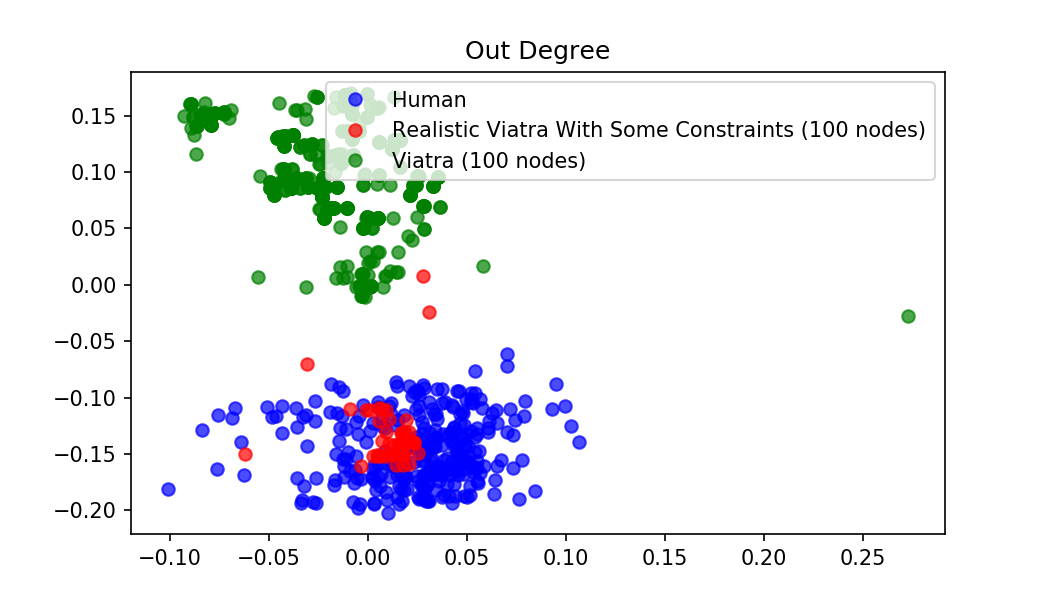 Out Degree
Human
Realistic Viatra With Some Constraints (100 nodes)
Viatra (100 nodes)
0.15
0.10
0.05
0.00
−0.05
−0.10
−0.15
−0.20
−0.10 −0.05 0.00 0.05 0.10 0.15 0.20 0.25